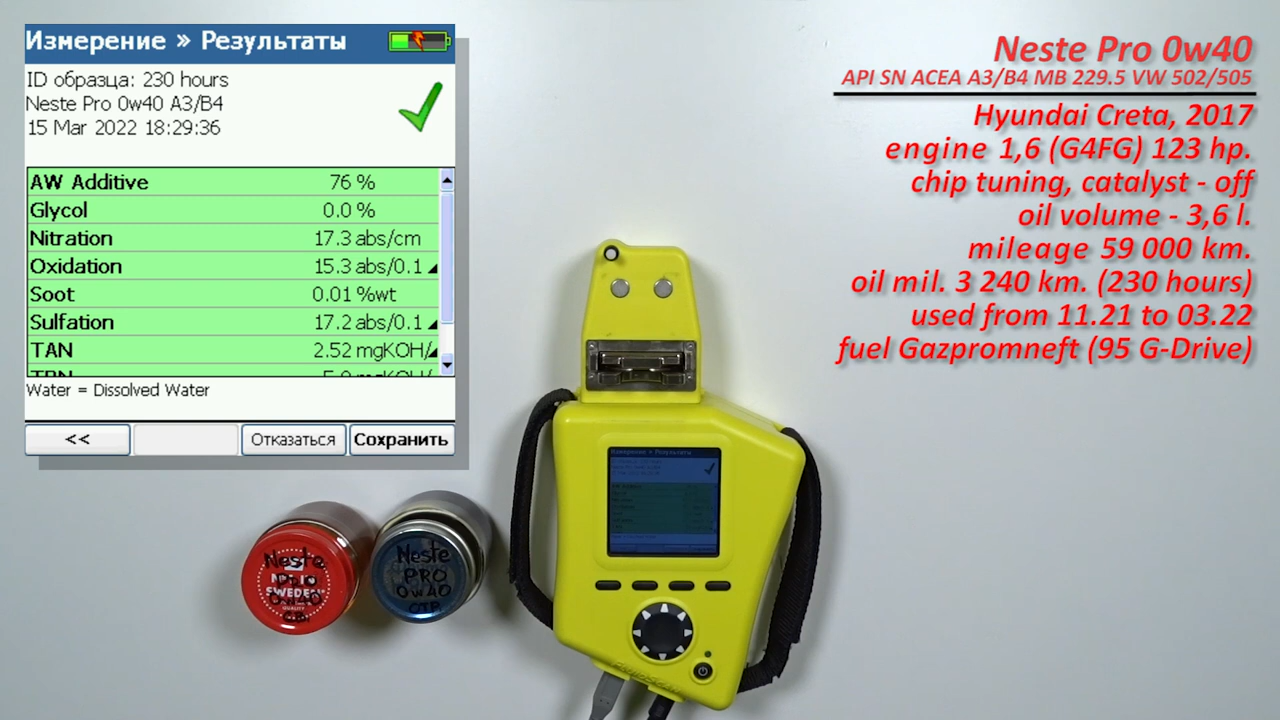 Измерение » Результаты
ID образца: 230 hours
Neste Pro 0w40 A3/B4
15 Mar 2022 18:29:36
AW Additive 76 %
Glycol 0.0 %
Nitration 17.3 abs/cm
Oxidation 15.3 abs/0.1
Soot 0.01 %wt
Sulfation 17.2 abs/0.1
TAN 2.52 mgKOH/
Water = Dissolved Water
<<
Отказаться
Сохранить
Neste Pro 0w40
API SN ACEA A3/B4 MB 229.5 VW 502/505
Hyundai Creta, 2017
engine 1,6 (G4FG) 123 hp.
chip tuning, catalyst - off
oil volume - 3,6 l.
mileage 59 000 km.
oil mil. 3 240 km. (230 hours)
used from 11.21 to 03.22
fuel Gazpromneft (95 G-Drive)
Neste
PRO
0w40
SWEDEN
QUALITY
Neste
PRO
0w40
ОТР.